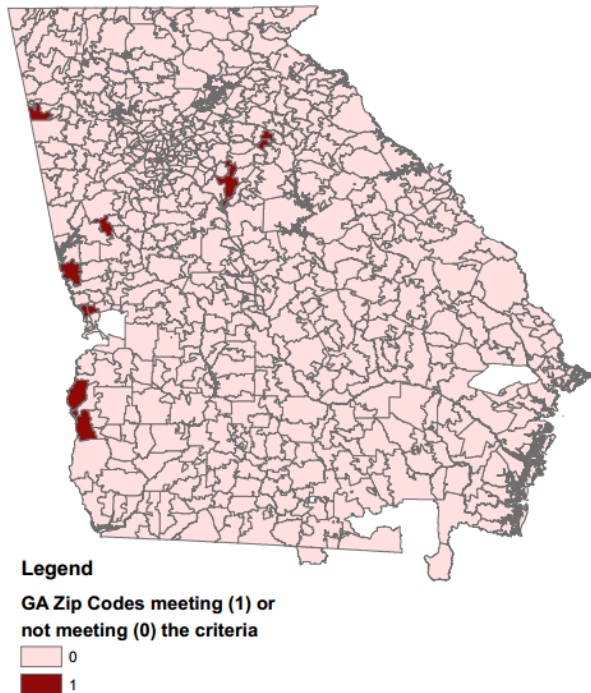 Legend
GA Zip Codes meeting (1) or
not meeting (0) the criteria
0
1